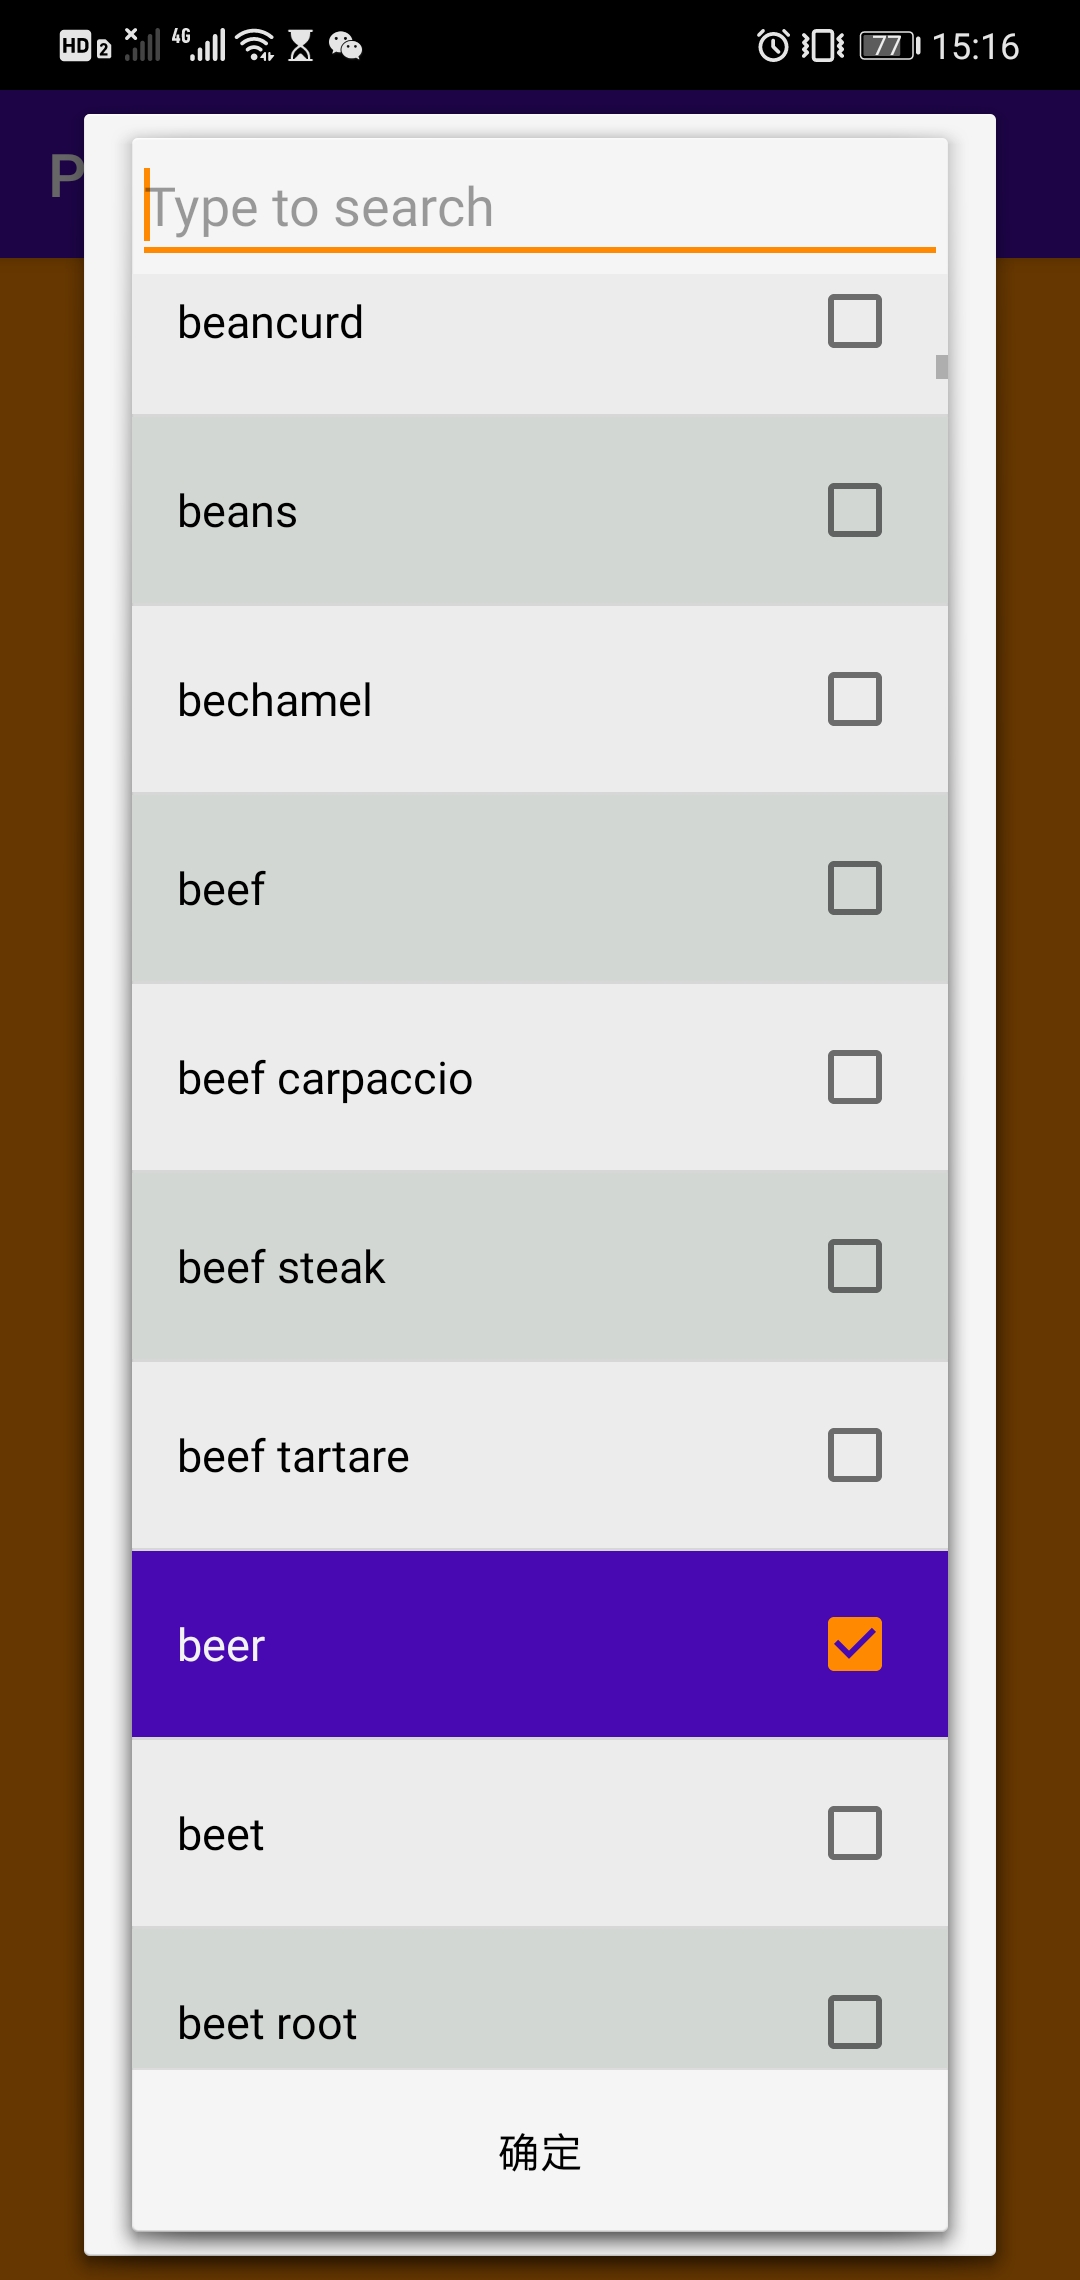 HD 2 4G 77 15:16
P
Type to search
beancurd
beans
bechamel
beef
beef carpaccio
beef steak
beef tartare
beer
beet
beet root
确定